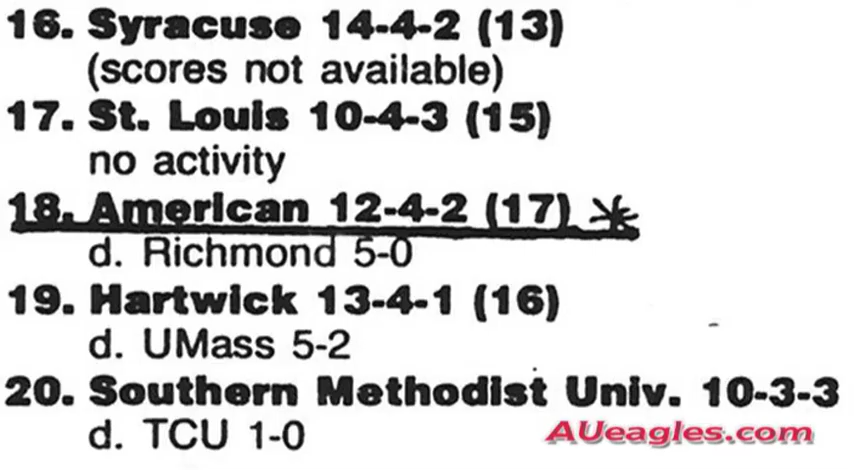 16. Syracuse 14-4-2 (13)
(scores not available)
17. St. Louis 10-4-3 (15)
no activity
18. American 12-4-2 (17) *
d. Richmond 5-0
19. Hartwick 13-4-1 (16)
d. UMass 5-2
20. Southern Methodist Univ. 10-3-3
d. TCU 1-0
AUeagles.com